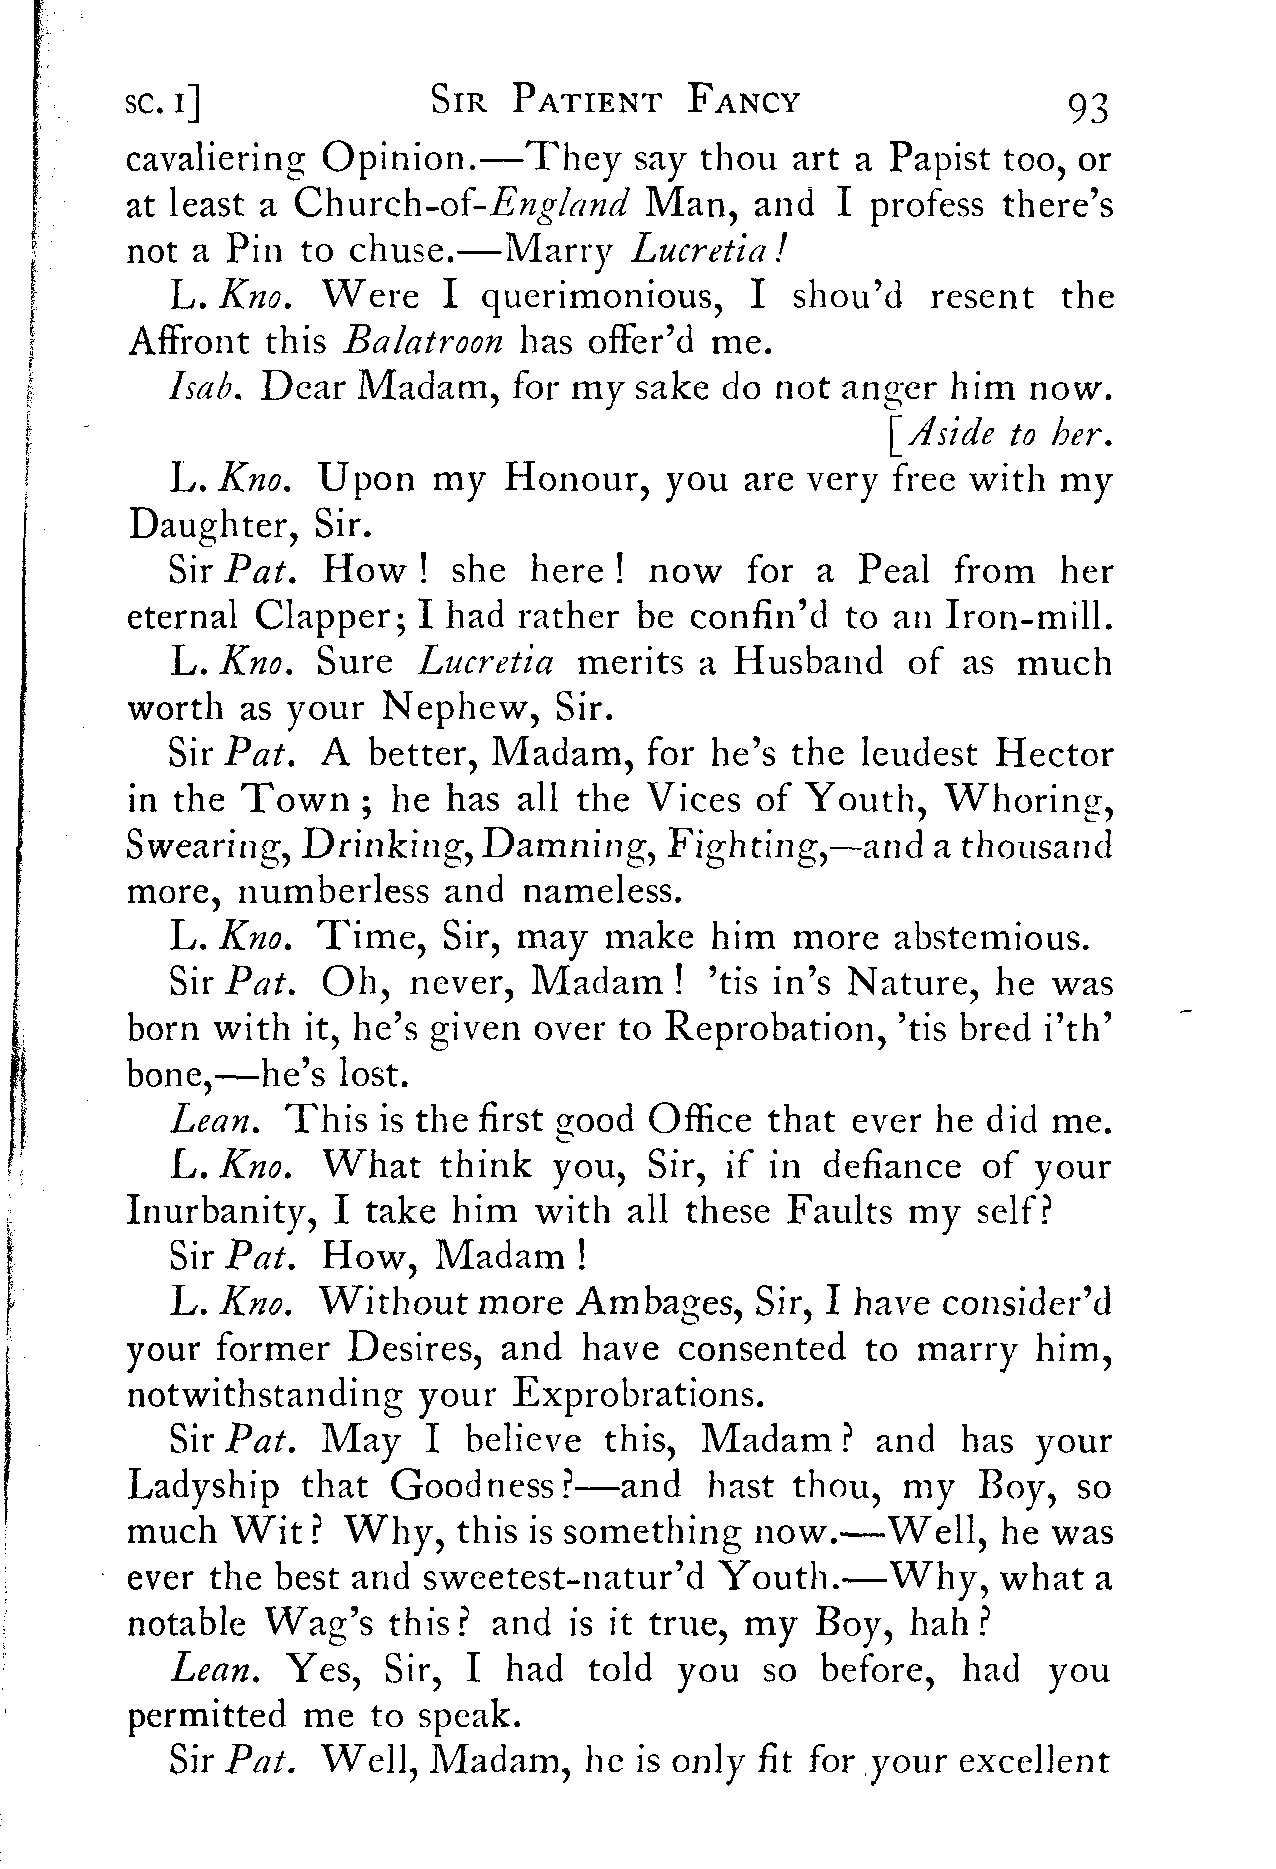 SC. I] SIR PATIENT FANCY 93
cavaliering Opinion.—They say thou art a Papist too, or
at least a Church-of-England Man, and I profess there's
not a Pin to chuse.—Marry Lucretia!
L. Kno. Were I querimonious, I shou'd resent the
Affront this Balatroon has offer'd me.
Isab. Dear Madam, for my sake do not anger him now.
[Aside to her.
L. Kno. Upon my Honour, you are very free with my
Daughter, Sir.
Sir Pat. How! she here! now for a Peal from her
eternal Clapper; I had rather be confin'd to an Iron-mill.
L. Kno. Sure Lucretia merits a Husband of as much
worth as your Nephew, Sir.
Sir Pat. A better, Madam, for he's the leudest Hector
in the Town; he has all the Vices of Youth, Whoring,
Swearing, Drinking, Damning, Fighting,—and a thousand
more, numberless and nameless.
L. Kno. Time, Sir, may make him more abstemious.
Sir Pat. Oh, never, Madam! 'tis in's Nature, he was
born with it, he's given over to Reprobation, 'tis bred i'th'
bone,—he's lost.
Lean. This is the first good Office that ever he did me.
L. Kno. What think you, Sir, if in defiance of your
Inurbanity, I take him with all these Faults my self?
Sir Pat. How, Madam!
L. Kno. Without more Ambages, Sir, I have consider'd
your former Desires, and have consented to marry him,
notwithstanding your Exprobrations.
Sir Pat. May I believe this, Madam? and has your
Ladyship that Goodness?—and hast thou, my Boy, so
much Wit? Why, this is something now.—Well, he was
ever the best and sweetest-natur'd Youth.—Why, what a
notable Wag's this? and is it true, my Boy, hah?
Lean. Yes, Sir, I had told you so before, had you
permitted me to speak.
Sir Pat. Well, Madam, he is only fit for your excellent